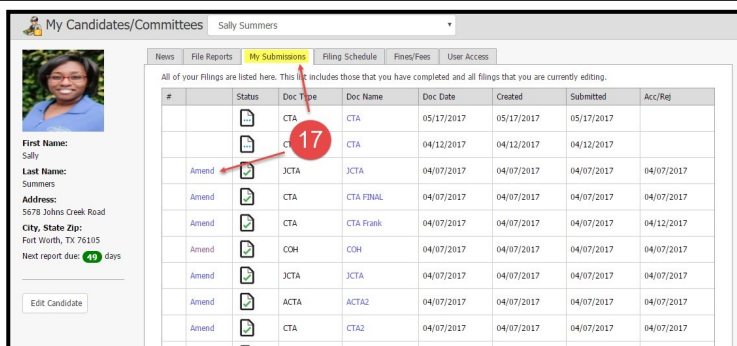 My Candidates/Committees Sally Summers
News File Reports My Submissions Filing Schedule Fines/Fees User Access
All of your Filings are listed here. This list includes those that you have completed and all filings that you are currently editing.
# Status Doc Type Doc Name Doc Date Created Submitted Acc/Rej
CTA CTA 05/17/2017 05/17/2017 05/17/2017
CTA 04/12/2017 04/12/2017 04/12/2017
17
Amend JCTA JCTA 04/07/2017 04/07/2017 04/07/2017 04/07/2017
Amend CTA CTA FINAL 04/07/2017 04/07/2017 04/07/2017 04/07/2017
Amend CTA CTA Frank 04/07/2017 04/07/2017 04/07/2017 04/12/2017
Amend COH COH 04/07/2017 04/07/2017 04/07/2017 04/07/2017
Amend JCTA JCTA 04/07/2017 04/07/2017 04/07/2017 04/07/2017
Amend ACTA ACTA2 04/07/2017 04/07/2017 04/07/2017 04/07/2017
Amend CTA CTA2 04/07/2017 04/07/2017 04/07/2017 04/07/2017
First Name:
Sally
Last Name:
Summers
Address:
5678 Johns Creek Road
City, State Zip:
Fort Worth, TX 76105
Next report due: 49 days
Edit Candidate